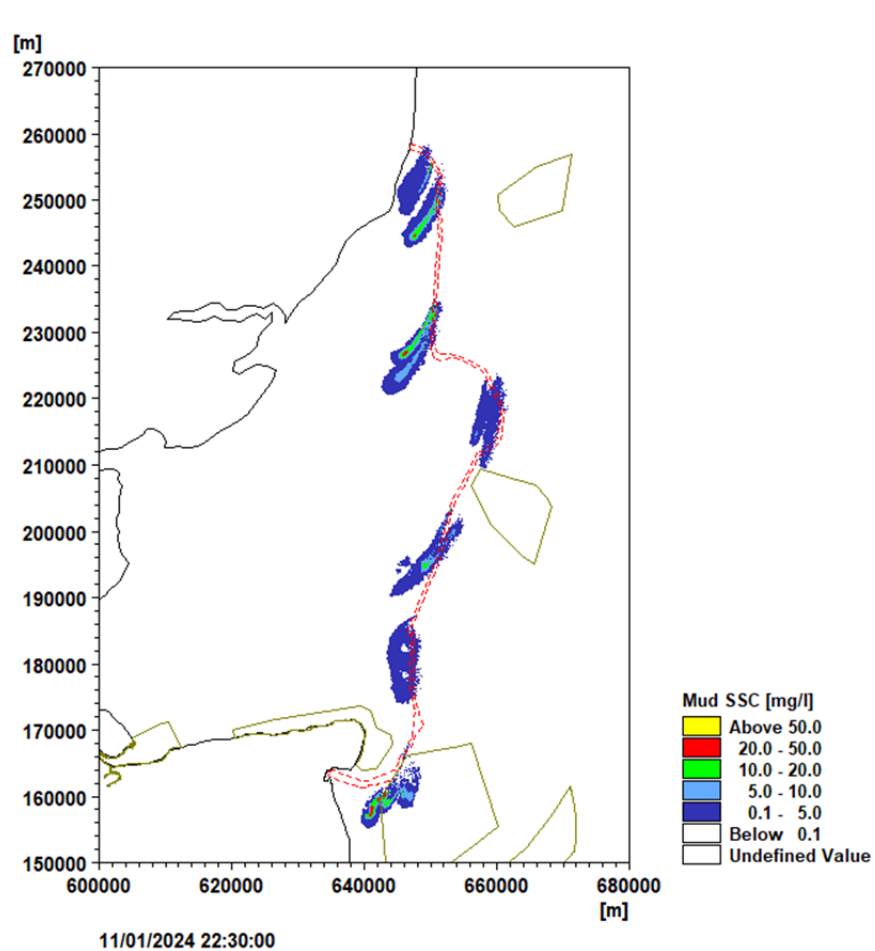 [m]
270000
260000
250000
240000
230000
220000
210000
200000
190000
180000
170000
160000
150000
600000 620000 640000 660000 680000
[m]
Mud SSC [mg/l]
Above 50.0
20.0 - 50.0
10.0 - 20.0
5.0 - 10.0
0.1 - 5.0
Below 0.1
Undefined Value
11/01/2024 22:30:00